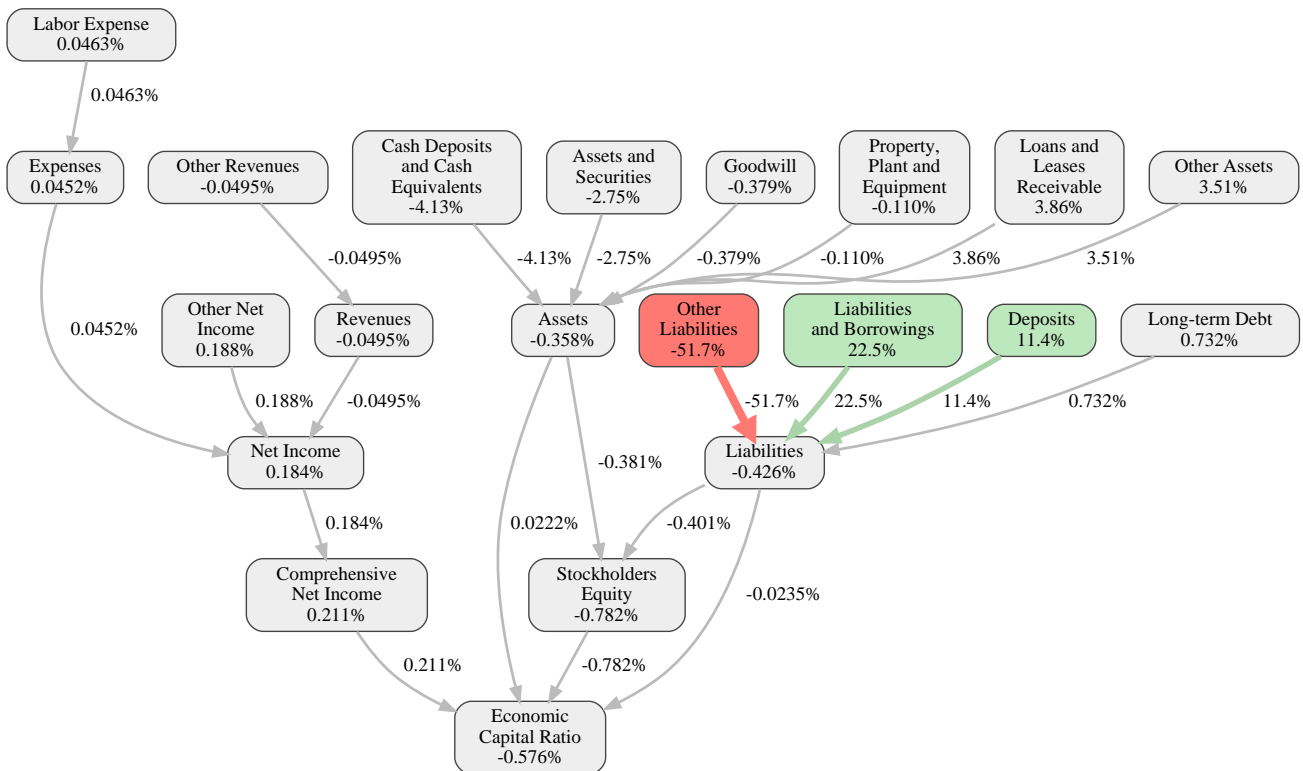 Labor Expense
0.0463%
0.0463%
Expenses
0.0452%
Other Revenues
-0.0495%
Cash Deposits
and Cash
Equivalents
-4.13%
Assets and
Securities
-2.75%
Goodwill
-0.379%
Property,
Plant and
Equipment
-0.110%
Loans and
Leases
Receivable
3.86%
Other Assets
3.51%
-0.0495%
-4.13%
-2.75%
-0.379%
-0.110%
3.86%
3.51%
0.0452%
Other Net
Income
0.188%
Revenues
-0.0495%
Assets
-0.358%
Other
Liabilities
-51.7%
Liabilities
and Borrowings
22.5%
Deposits
11.4%
Long-term Debt
0.732%
0.188%
-0.0495%
-51.7%
22.5%
11.4%
0.732%
Net Income
0.184%
-0.381%
Liabilities
-0.426%
0.184%
0.0222%
-0.401%
Comprehensive
Net Income
0.211%
Stockholders
Equity
-0.782%
-0.0235%
0.211%
-0.782%
Economic
Capital Ratio
-0.576%